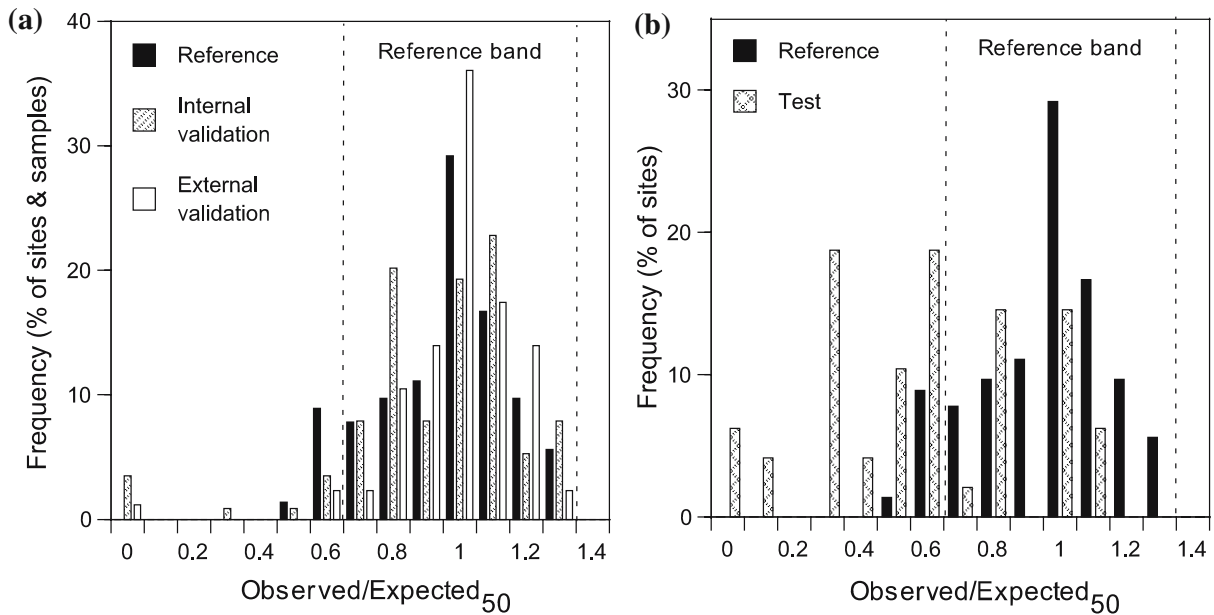 (a)
Frequency (% of sites & samples)
40
30
20
10
0
Reference
Internal
validation
External
validation
Reference band
0 0.2 0.4 0.6 0.8 1 1.2 1.4
Observed/Expected50
(b)
Frequency (% of sites)
30
20
10
0
Reference
Test
Reference band
0 0.2 0.4 0.6 0.8 1 1.2 1.4
Observed/Expected50